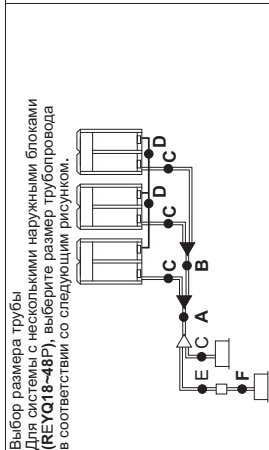 Выбор размера трубы
Для системы с несколькими наружными блоками
(REYQ18~48P), выберите размер трубопровода
в соответствии со следующим рисунком.
D
D
C
C
C
B
A
C
E
F